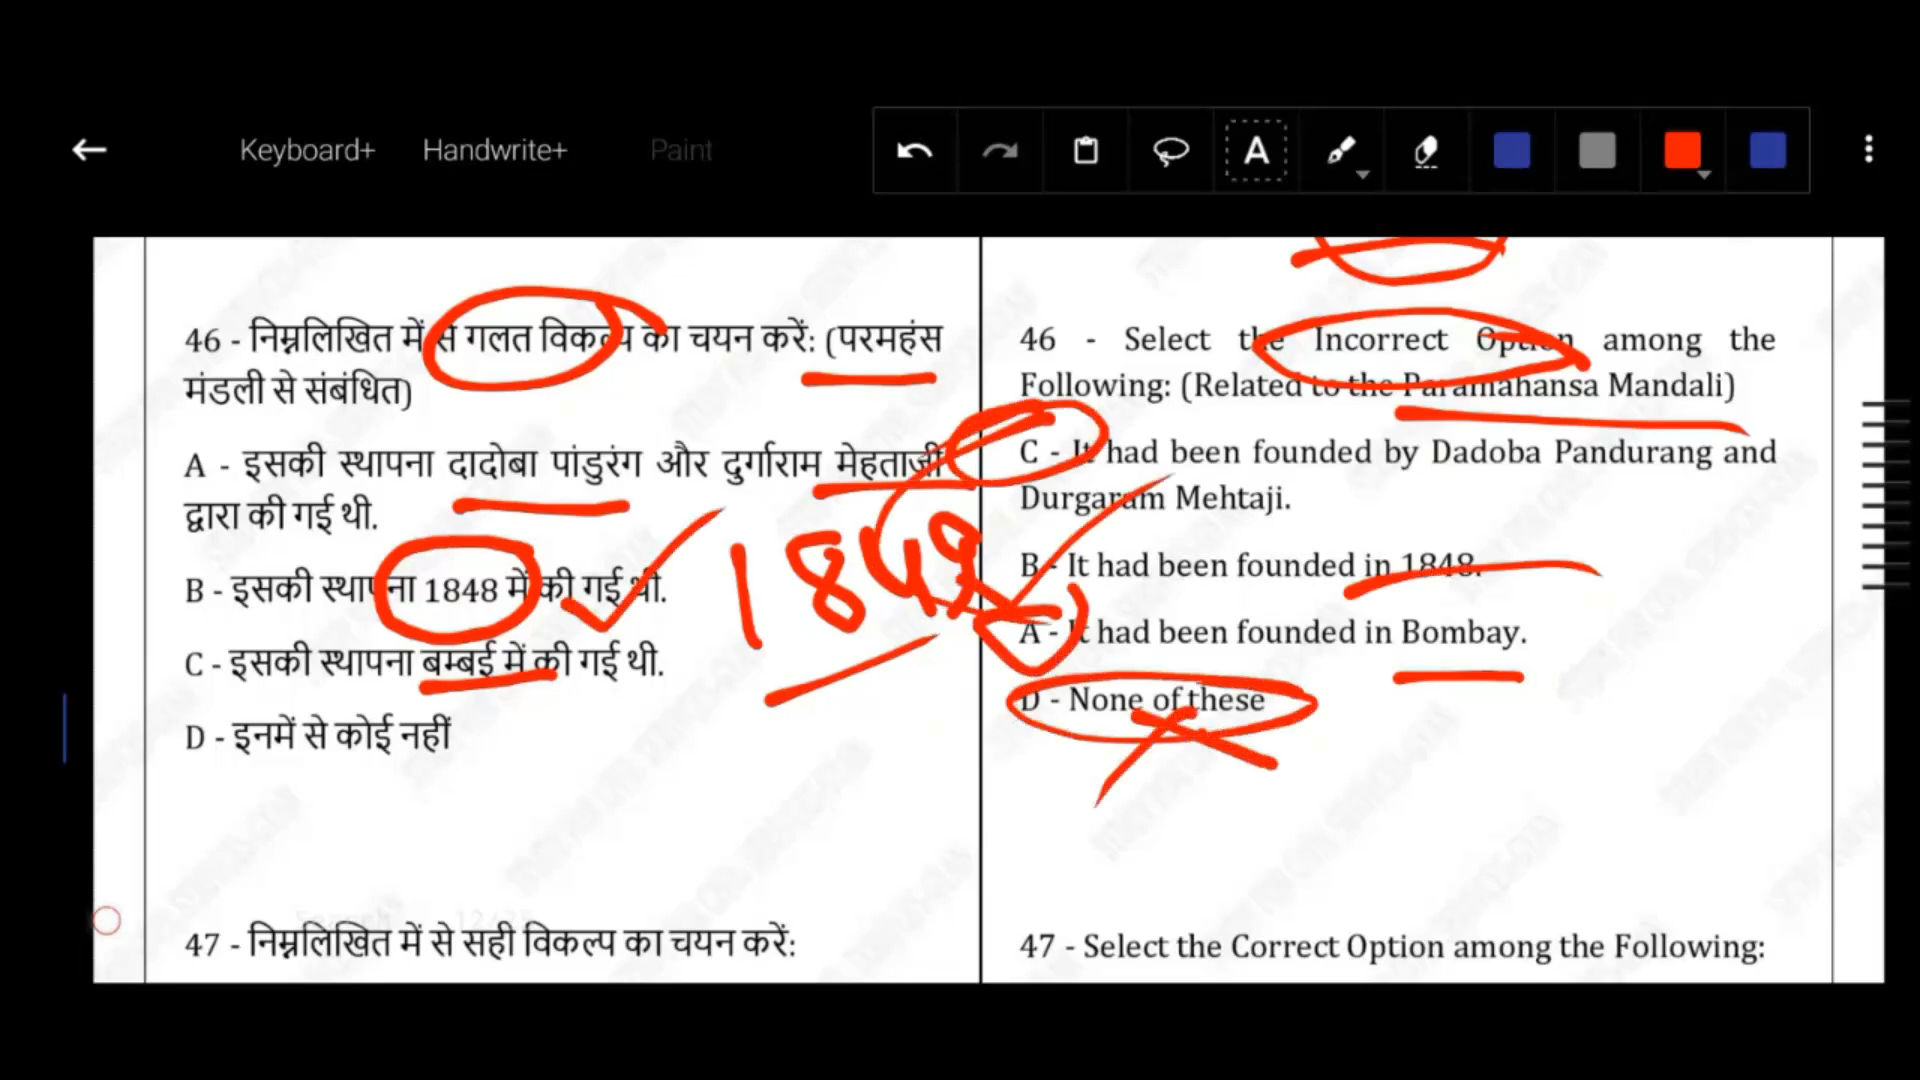 Keyboard+ Handwrite+ Paint
A
46 - निम्नलिखित में से गलत विकल्प का चयन करें: (परमहंस
मंडली से संबंधित)
A - इसकी स्थापना दादोबा पांडुरंग और दुर्गाराम मेहताजी
द्वारा की गई थी.
B - इसकी स्थापना 1848 में की गई थी.
1849
C - इसकी स्थापना बम्बई में की गई थी.
D - इनमें से कोई नहीं
47 - निम्नलिखित में से सही विकल्प का चयन करें:
46 - Select the Incorrect Option among the
Following: (Related to the Paramahansa Mandali)
C - It had been founded by Dadoba Pandurang and
Durgaram Mehtaji.
B - It had been founded in 1848.
A - It had been founded in Bombay.
D - None of these
47 - Select the Correct Option among the Following: